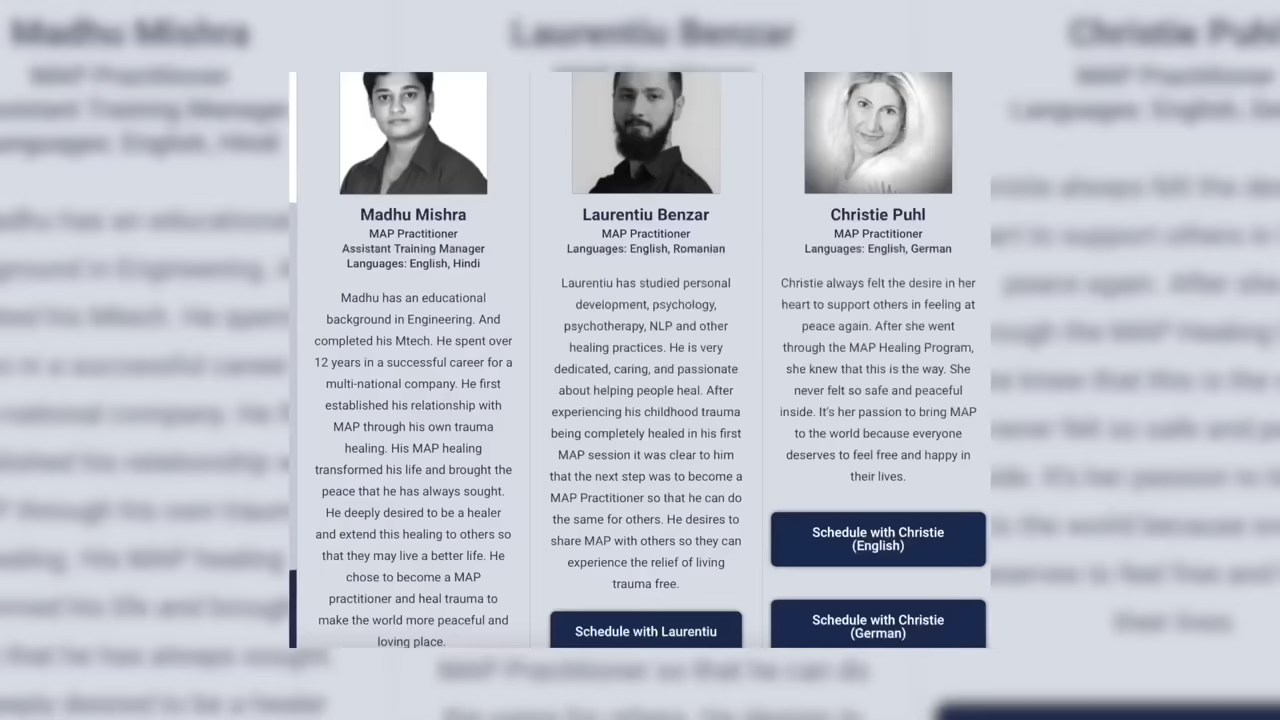 Madhu Mishra
MAP Practitioner
Assistant Training Manager
Languages: English, Hindi
Madhu has an educational
background in Engineering. And
completed his Mtech. He spent over
12 years in a successful career for a
multi-national company. He first
established his relationship with
MAP through his own trauma
healing. His MAP healing
transformed his life and brought the
peace that he has always sought.
He deeply desired to be a healer
and extend this healing to others so
that they may live a better life. He
chose to become a MAP
practitioner and heal trauma to
make the world more peaceful and
loving place.
Laurentiu Benzar
MAP Practitioner
Languages: English, Romanian
Laurentiu has studied personal
development, psychology,
psychotherapy, NLP and other
healing practices. He is very
dedicated, caring, and passionate
about helping people heal. After
experiencing his childhood trauma
being completely healed in his first
MAP session it was clear to him
that the next step was to become a
MAP Practitioner so that he can do
the same for others. He desires to
share MAP with others so they can
experience the relief of living
trauma free.
Schedule with Laurentiu
Christie Puhl
MAP Practitioner
Languages: English, German
Christie always felt the desire in her
heart to support others in feeling at
peace again. After she went
through the MAP Healing Program,
she knew that this is the way. She
never felt so safe and peaceful
inside. It's her passion to bring MAP
to the world because everyone
deserves to feel free and happy in
their lives.
Schedule with Christie
(English)
Schedule with Christie
(German)